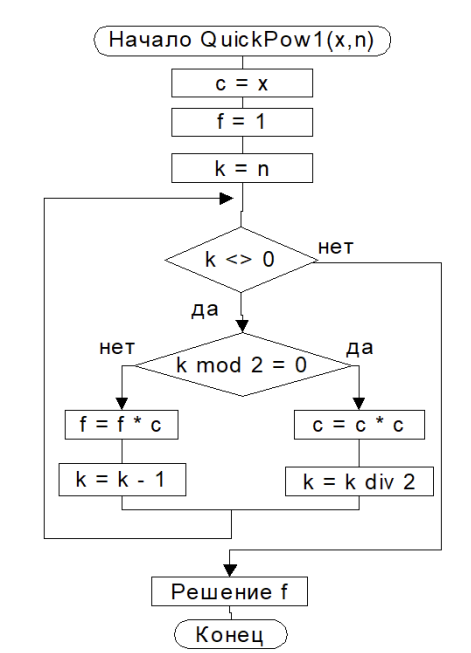 Начало QuickPow1(x,n)
c = x
f = 1
k = n
k <> 0
нет
да
нет
k mod 2 = 0
да
f = f * c
c = c * c
k = k - 1
k = k div 2
Решение f
Конец